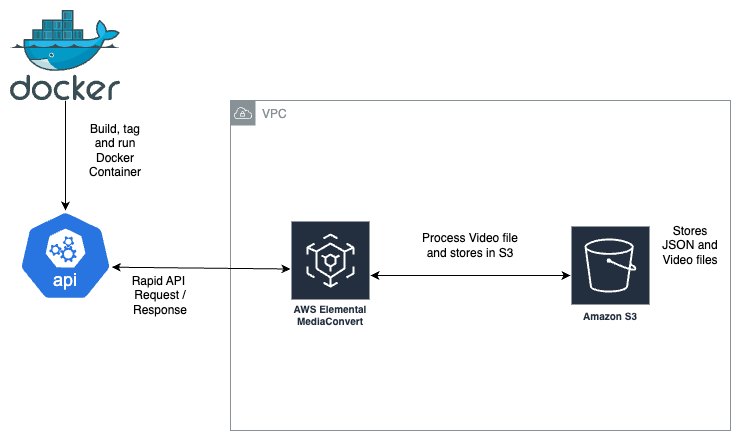 docker
Build, tag
and run
Docker
Container
VPC
api
Rapid API
Request /
Response
AWS Elemental
MediaConvert
Process Video file
and stores in S3
Amazon S3
Stores
JSON and
Video files